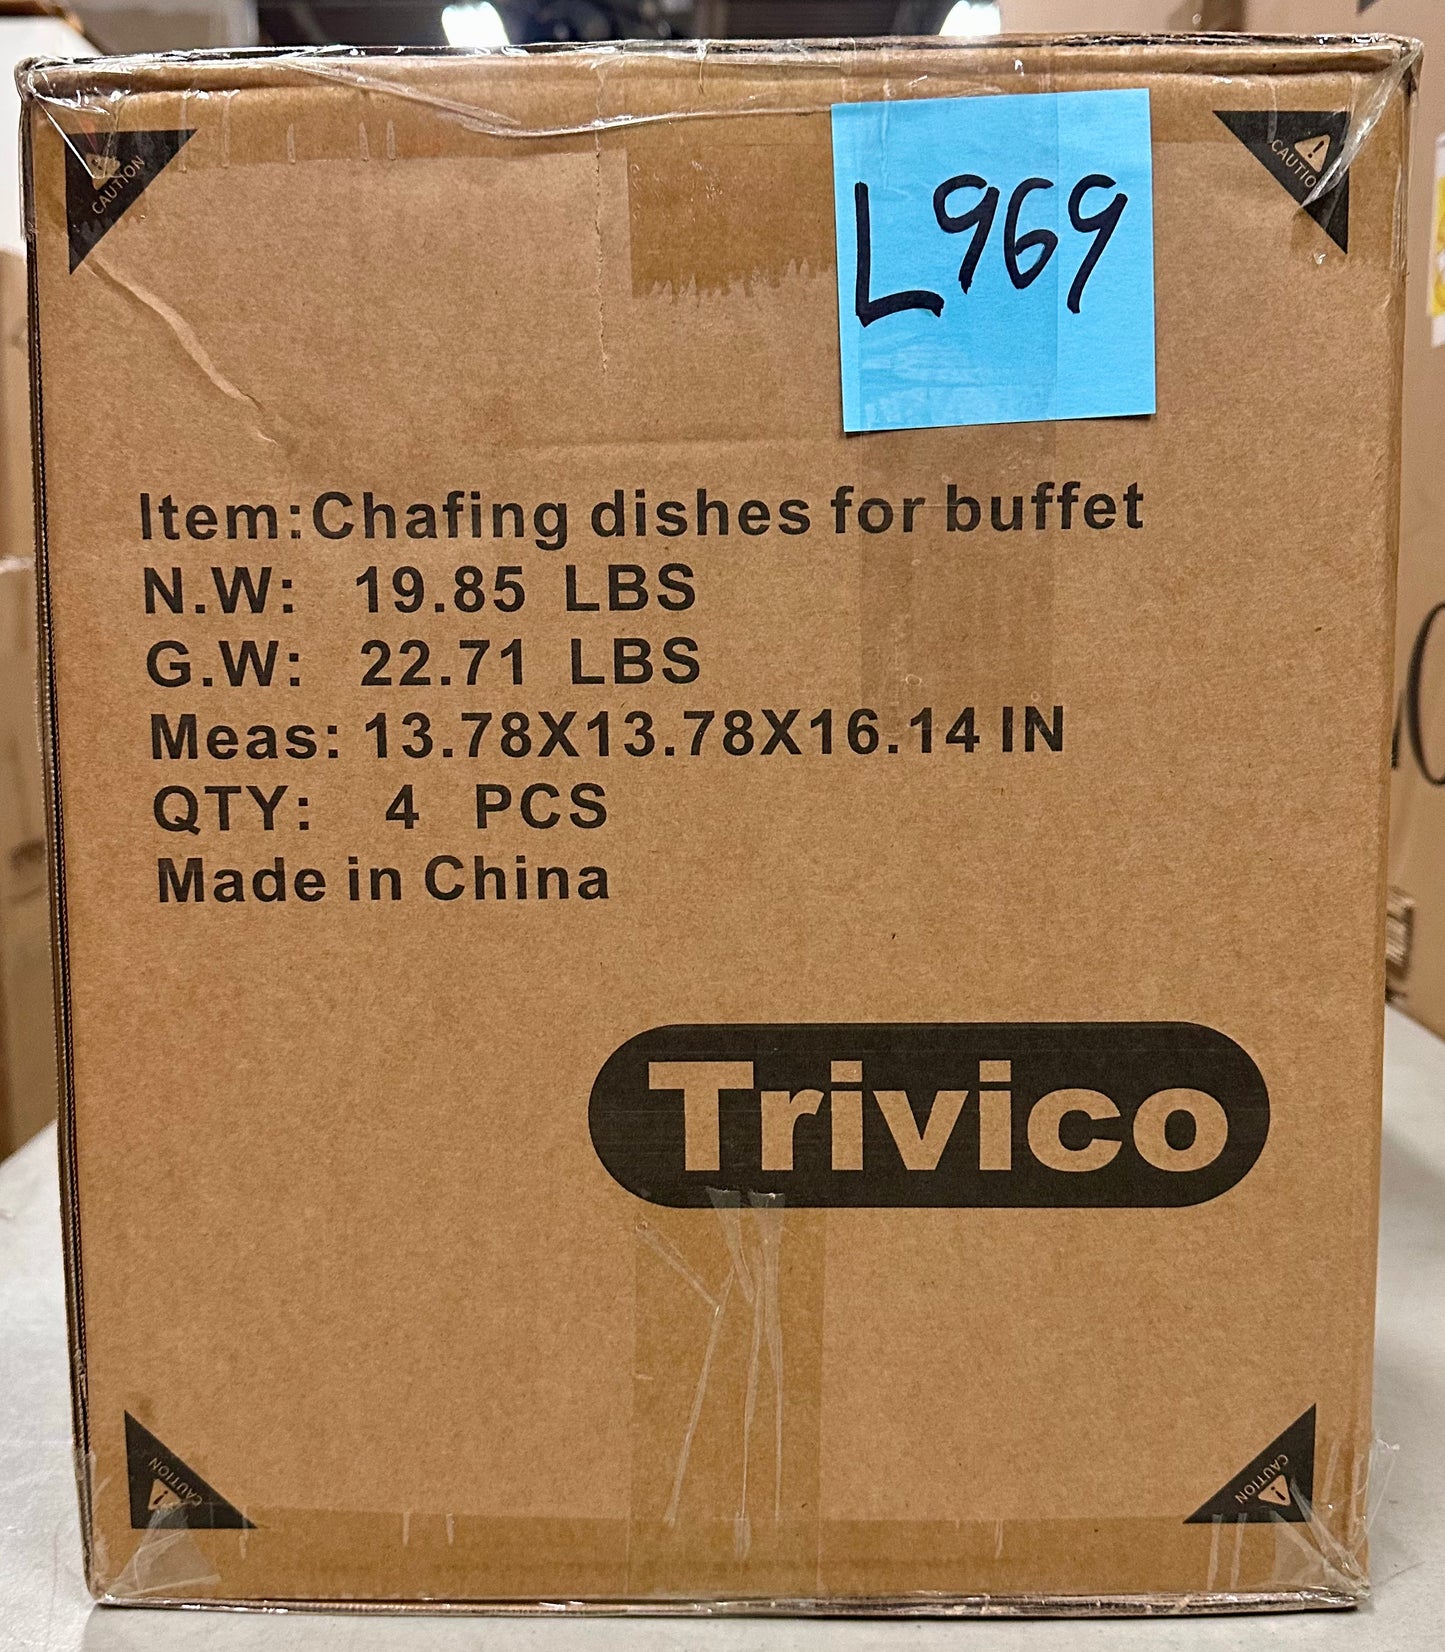 CAUTION
CAUTIO
L969
Item:Chafing dishes for buffet
N.W: 19.85 LBS
G.W: 22.71 LBS
Meas: 13.78X13.78X16.14 IN
QTY: 4 PCS
Made in China
Trivico
CAUTION
CAUTION